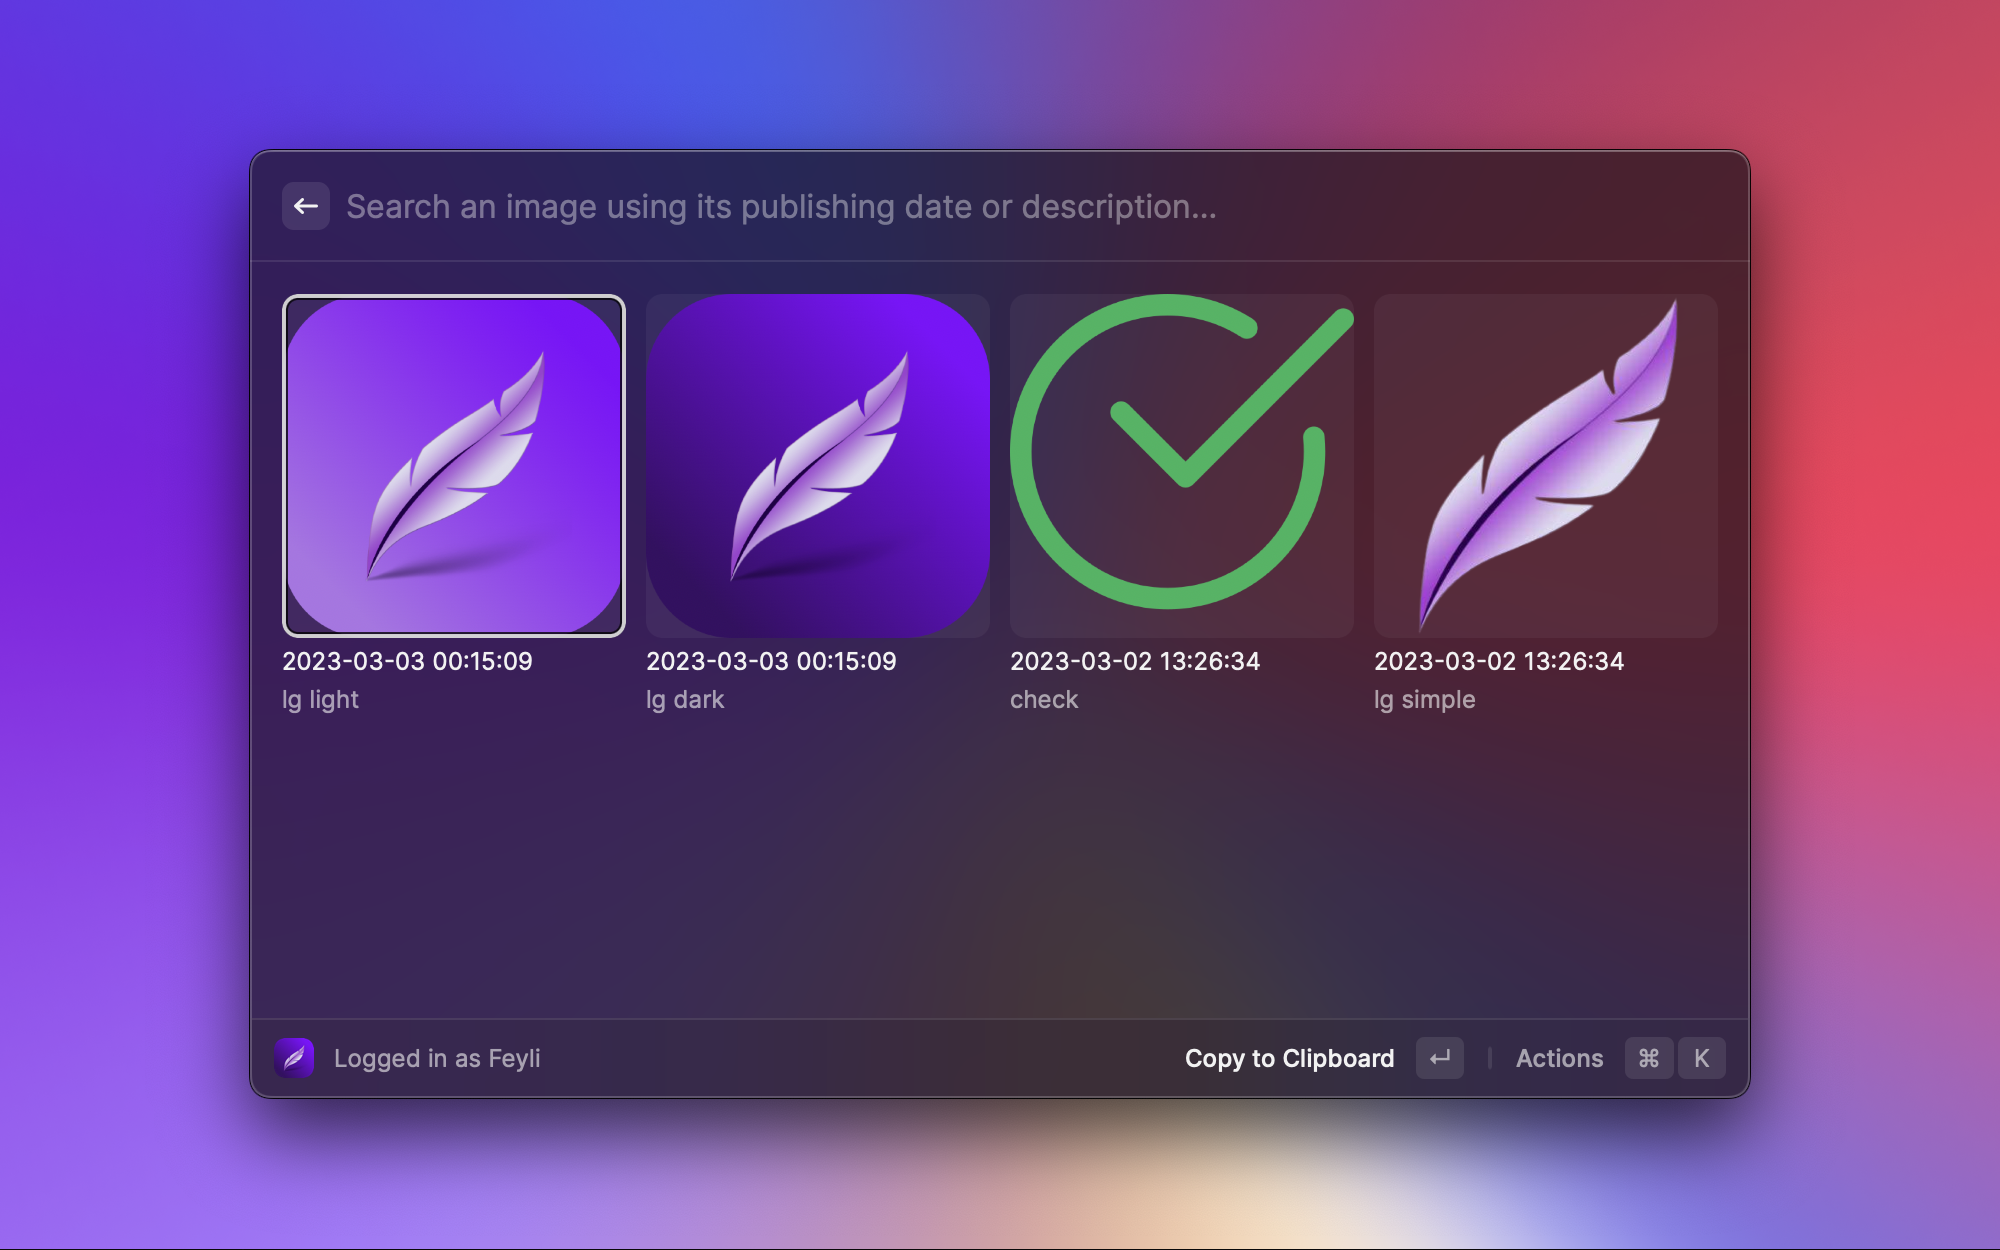 Search an image using its publishing date or description...
2023-03-03 00:15:09
lg light
2023-03-03 00:15:09
lg dark
2023-03-02 13:26:34
check
2023-03-02 13:26:34
lg simple
Logged in as Feyli
Copy to Clipboard ↵
Actions ⌘ K